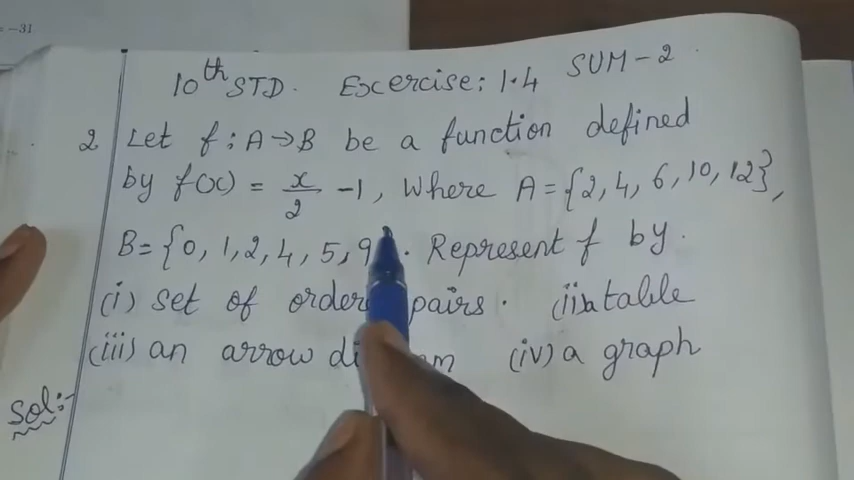 = -31
10th STD. Excercise: 1.4 SUM-2
2 Let f: A→B be a function defined
by f(x) = x/2 -1, Where A={2, 4, 6, 10, 12},
B={0, 1, 2, 4, 5, 9 . Represent f by.
(i) set of order pairs. (ii) a table
(iii) an arrow (iv) a graph
Sol:-